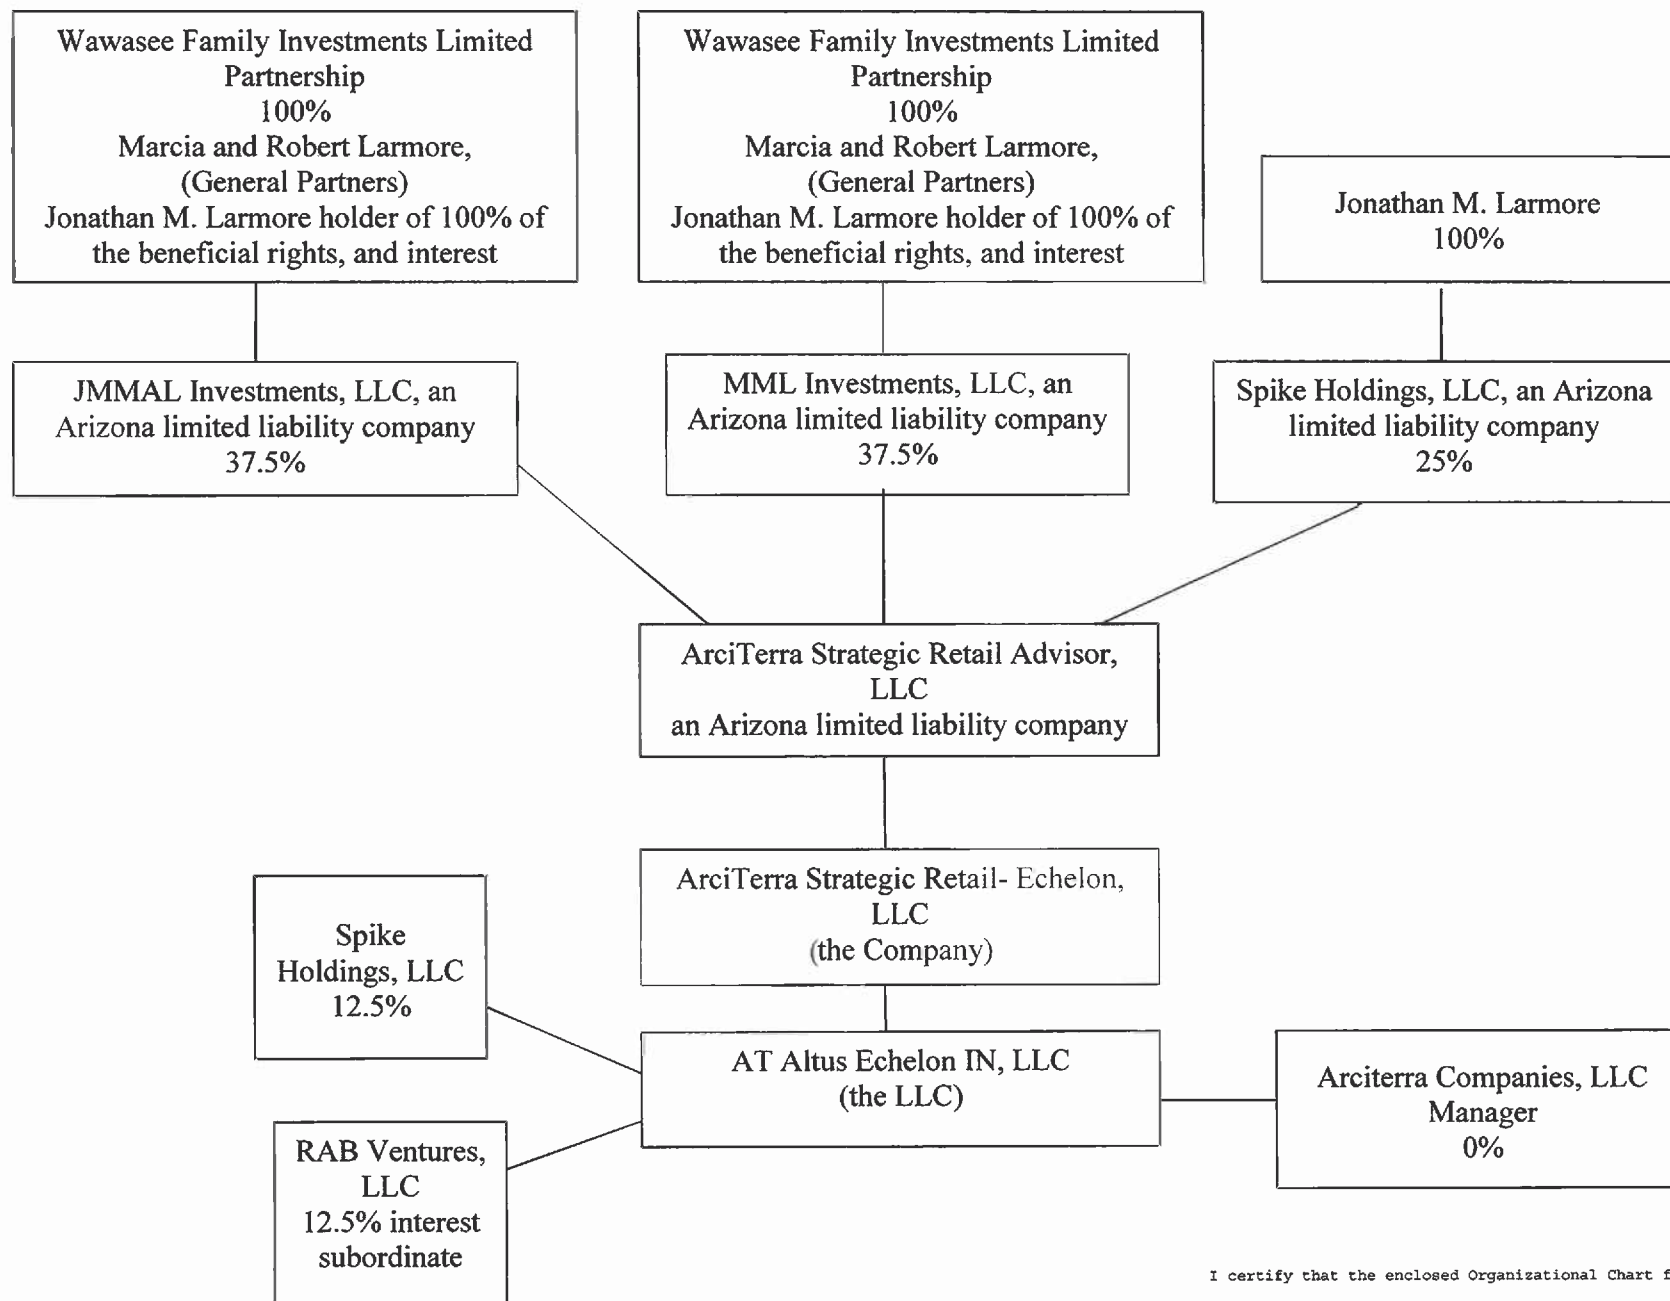 Wawasee Family Investments Limited
Partnership
100%
Marcia and Robert Larmore,
(General Partners)
Jonathan M. Larmore holder of 100% of
the beneficial rights, and interest
Wawasee Family Investments Limited
Partnership
100%
Marcia and Robert Larmore,
(General Partners)
Jonathan M. Larmore holder of 100% of
the beneficial rights, and interest
Jonathan M. Larmore
100%
JMMAL Investments, LLC, an
Arizona limited liability company
37.5%
MML Investments, LLC, an
Arizona limited liability company
37.5%
Spike Holdings, LLC, an Arizona
limited liability company
25%
ArciTerra Strategic Retail Advisor,
LLC
an Arizona limited liability company
ArciTerra Strategic Retail- Echelon,
LLC
(the Company)
Spike
Holdings, LLC
12.5%
AT Altus Echelon IN, LLC
(the LLC)
Arciterra Companies, LLC
Manager
0%
RAB Ventures,
LLC
12.5% interest
subordinate
I certify that the enclosed Organizational Chart f